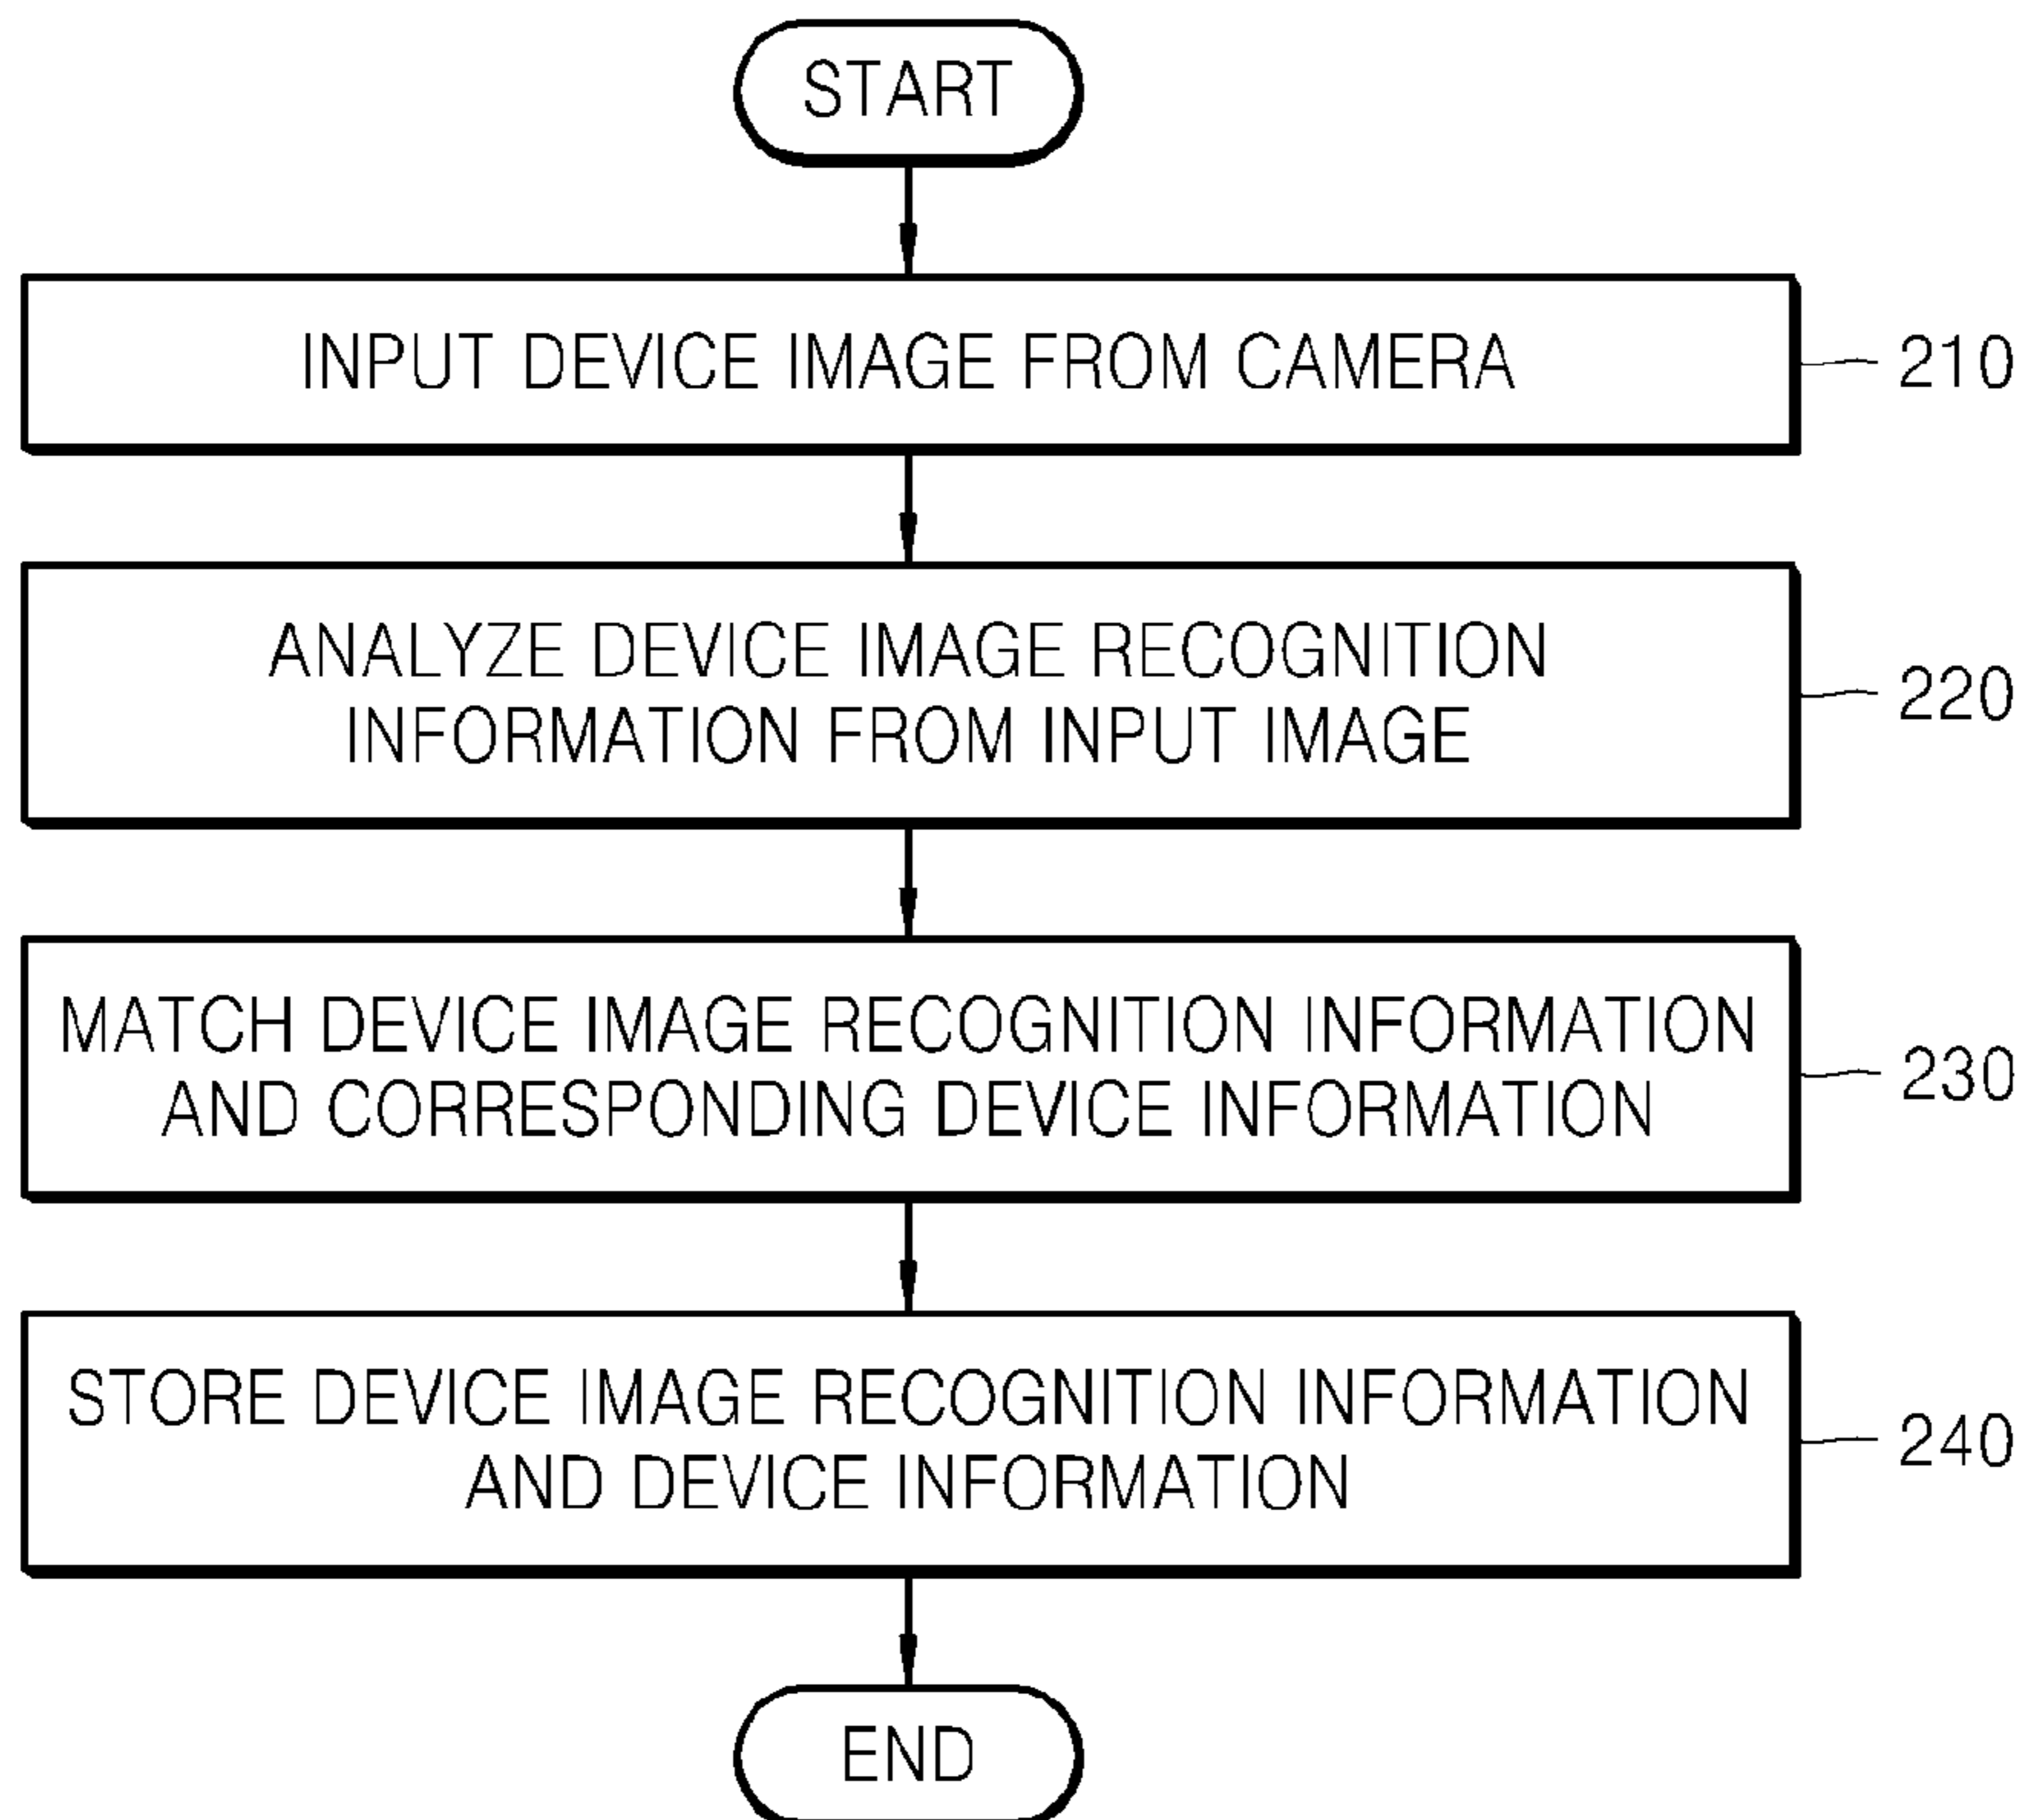 START
INPUT DEVICE IMAGE FROM CAMERA
210
ANALYZE DEVICE IMAGE RECOGNITION
INFORMATION FROM INPUT IMAGE
220
MATCH DEVICE IMAGE RECOGNITION INFORMATION
AND CORRESPONDING DEVICE INFORMATION
230
STORE DEVICE IMAGE RECOGNITION INFORMATION
AND DEVICE INFORMATION
240
END